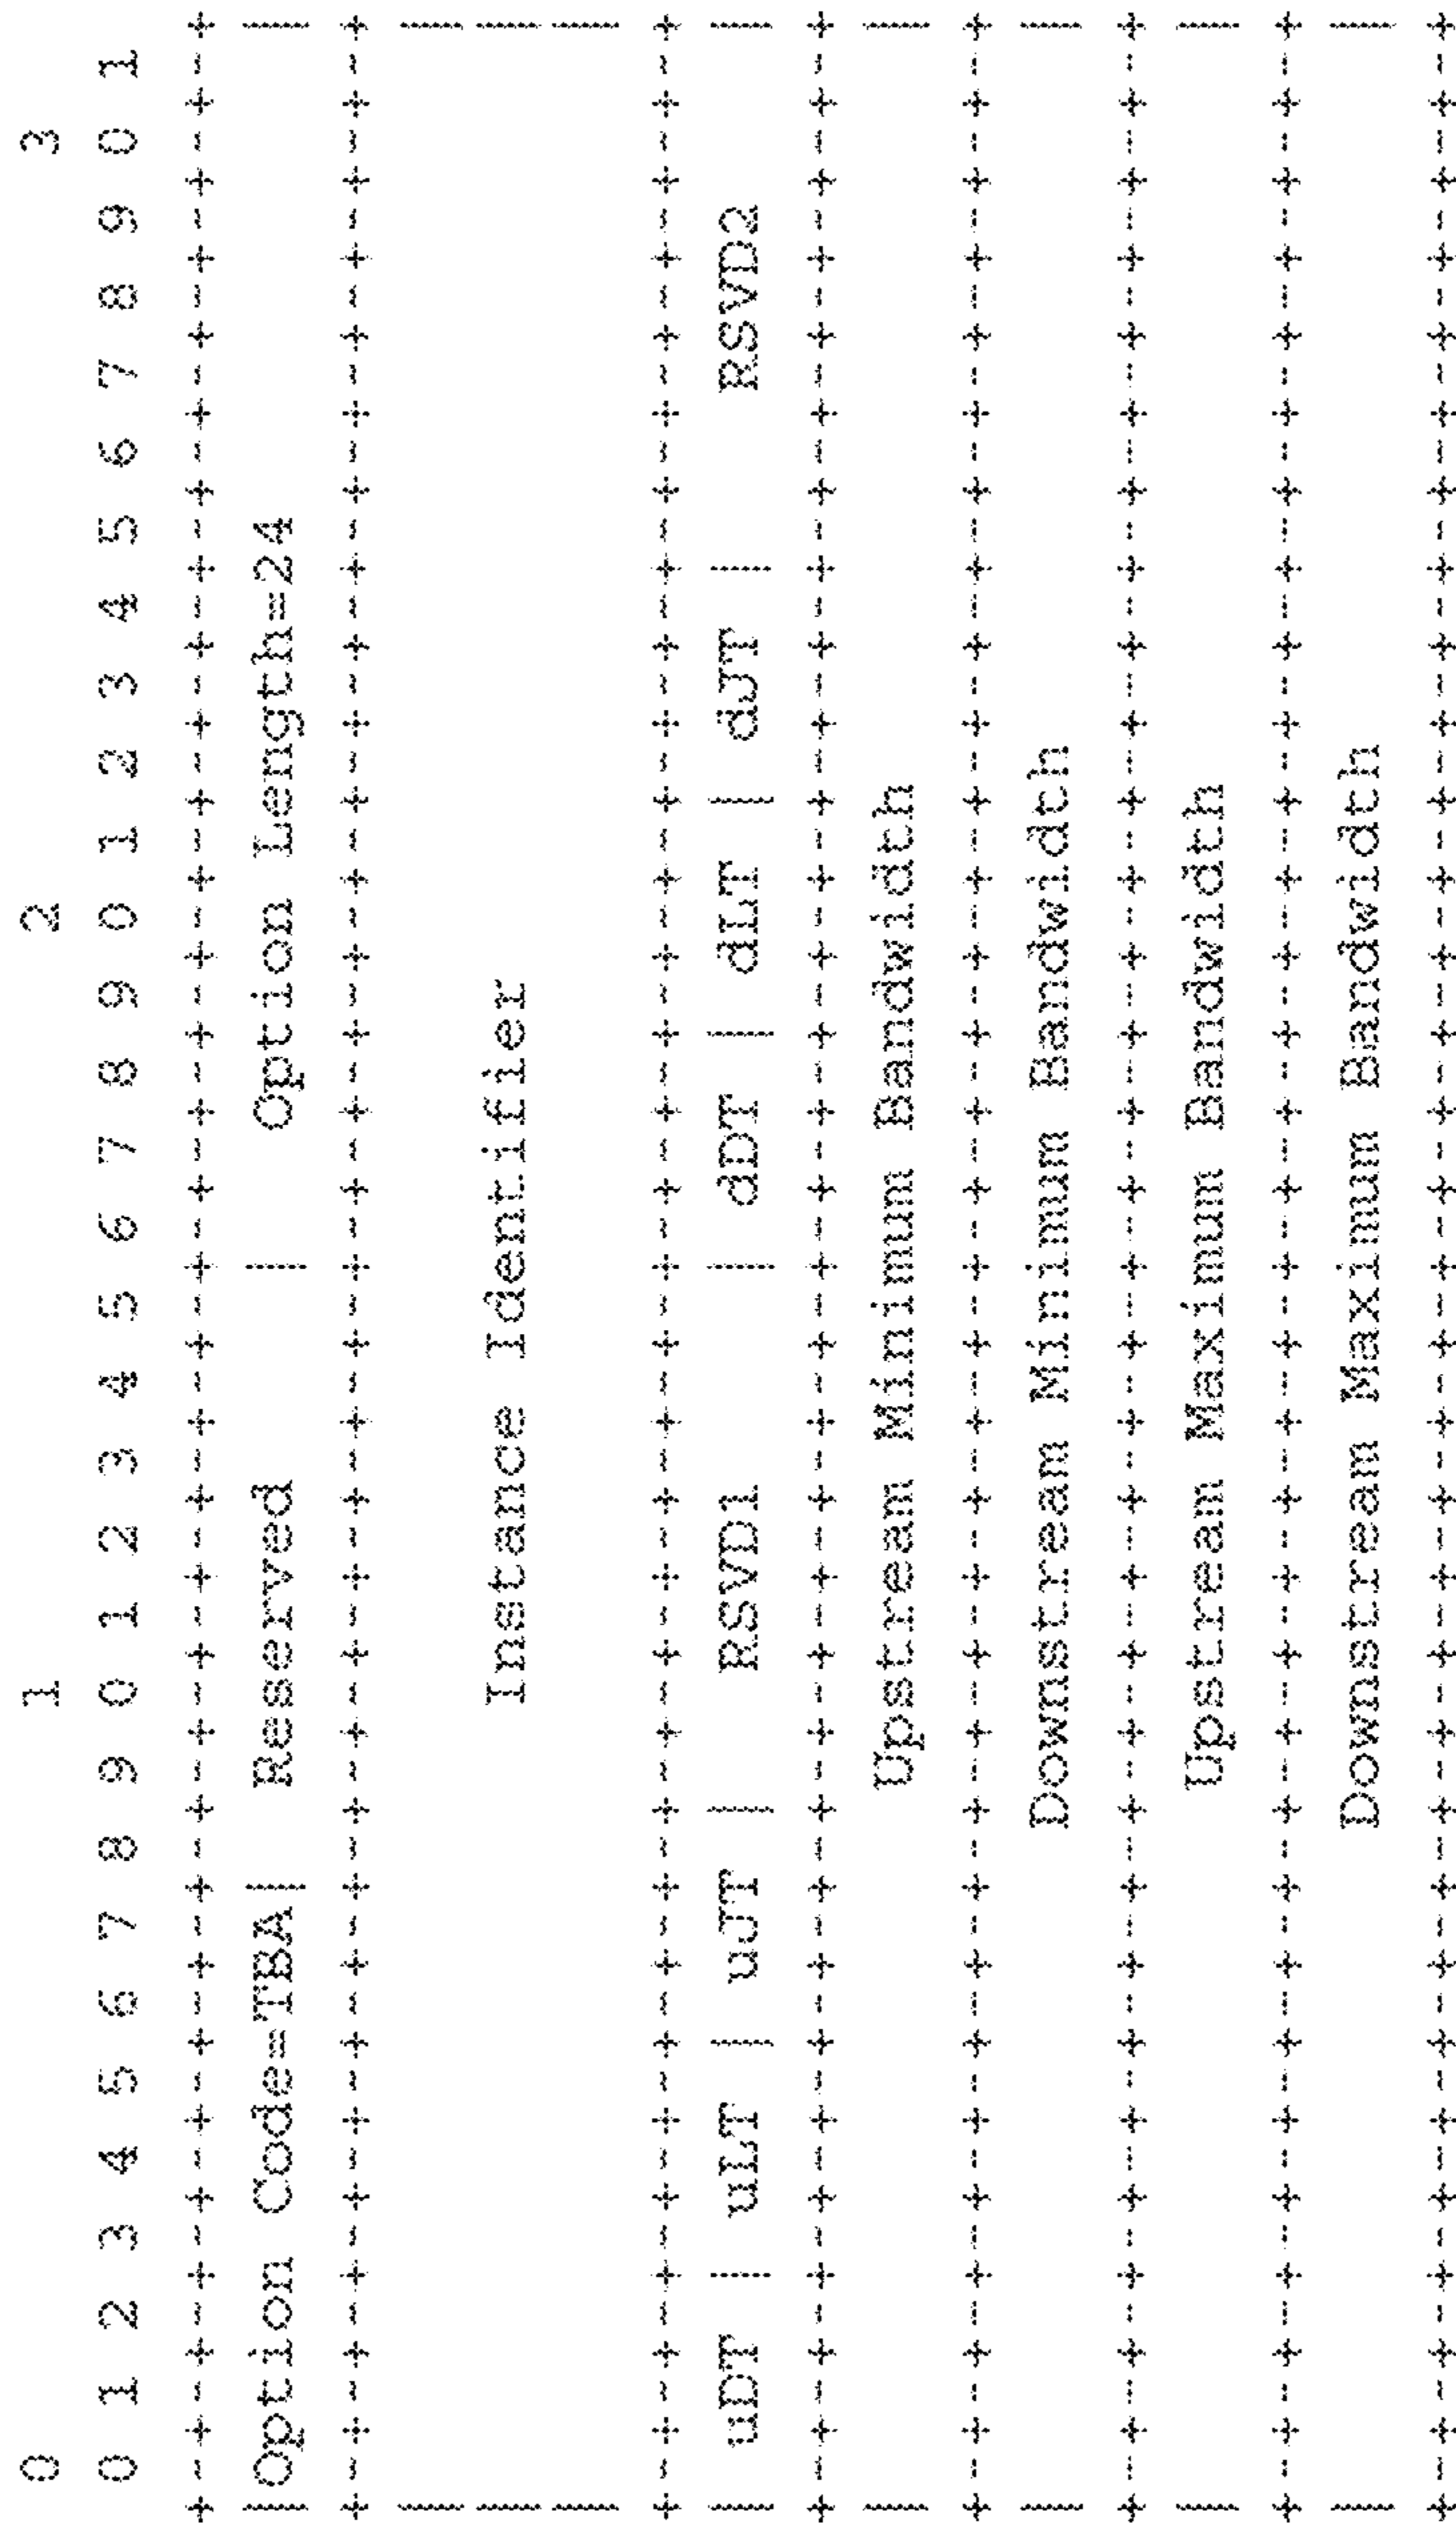 0                   1                   2                   3
 0 1 2 3 4 5 6 7 8 9 0 1 2 3 4 5 6 7 8 9 0 1 2 3 4 5 6 7 8 9 0 1
+-+-+-+-+-+-+-+-+-+-+-+-+-+-+-+-+-+-+-+-+-+-+-+-+-+-+-+-+-+-+-+-+
|Option Code=TBA|  Reserved     |   Option Length=24            |
+-+-+-+-+-+-+-+-+-+-+-+-+-+-+-+-+-+-+-+-+-+-+-+-+-+-+-+-+-+-+-+-+
|                                                               |
|                    Instance Identifier                        |
|                                                               |
+-+-+-+-+-+-+-+-+-+-+-+-+-+-+-+-+-+-+-+-+-+-+-+-+-+-+-+-+-+-+-+-+
| uDT | uLT | uJT |   RSVD1     | dDT | dLT | dJT |    RSVD2    |
+-+-+-+-+-+-+-+-+-+-+-+-+-+-+-+-+-+-+-+-+-+-+-+-+-+-+-+-+-+-+-+-+
|                  Upstream Minimum Bandwidth                   |
+-+-+-+-+-+-+-+-+-+-+-+-+-+-+-+-+-+-+-+-+-+-+-+-+-+-+-+-+-+-+-+-+
|                 Downstream Minimum Bandwidth                  |
+-+-+-+-+-+-+-+-+-+-+-+-+-+-+-+-+-+-+-+-+-+-+-+-+-+-+-+-+-+-+-+-+
|                  Upstream Maximum Bandwidth                   |
+-+-+-+-+-+-+-+-+-+-+-+-+-+-+-+-+-+-+-+-+-+-+-+-+-+-+-+-+-+-+-+-+
|                 Downstream Maximum Bandwidth                  |
+-+-+-+-+-+-+-+-+-+-+-+-+-+-+-+-+-+-+-+-+-+-+-+-+-+-+-+-+-+-+-+-+